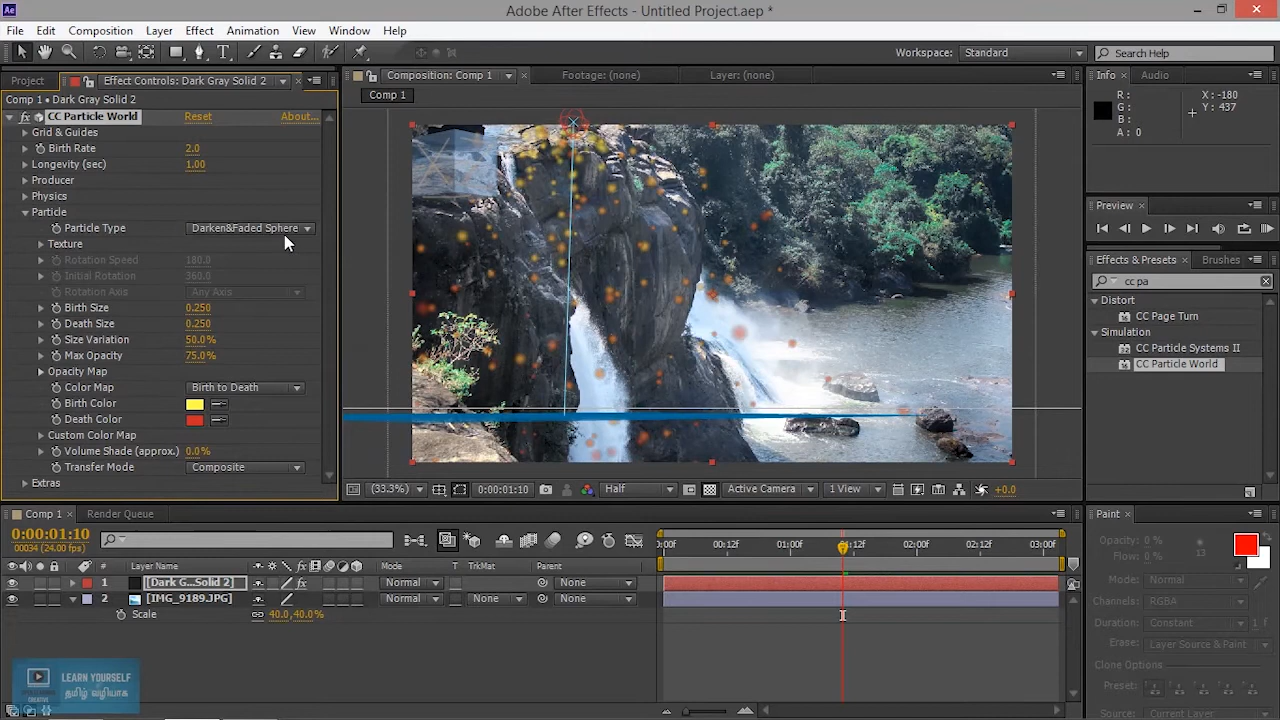 Ae Adobe After Effects - Untitled Project.aep *
File Edit Composition Layer Effect Animation View Window Help
Workspace: Standard Search Help
Project Effect Controls: Dark Gray Solid 2 Composition: Comp 1 Footage: (none) Layer: (none) Info Audio
Comp 1 • Dark Gray Solid 2 Comp 1
fx CC Particle World Reset About...
R : X : -180
G : Y : 437
B :
A : 0
Grid & Guides
Birth Rate 2.0
Longevity (sec) 1.00
Producer
Physics
Particle
Particle Type Darken&Faded Sphere
Texture
Rotation Speed 180.0
Initial Rotation 360.0
Rotation Axis Any Axis
Birth Size 0.250
Death Size 0.250
Size Variation 50.0%
Max Opacity 75.0%
Opacity Map
Color Map Birth to Death
Birth Color
Death Color
Custom Color Map
Volume Shade (approx.) 0.0%
Transfer Mode Composite
Extras
Preview
Effects & Presets Brushes
cc pa
Distort
CC Page Turn
Simulation
CC Particle Systems II
CC Particle World
(33.3%) 0:00:01:10 Half Active Camera 1 View +0.0
Comp 1 Render Queue
0:00:01:10
00034 (24.00 fps)
:00f 00:12f 01:00f 01:12f 02:00f 02:12f 03:00f
# Layer Name Mode T TrkMat Parent
1 [Dark G...Solid 2] fx Normal None
2 [IMG_9189.JPG] Normal None None
Scale 40.0,40.0%
Paint
Opacity: 0 %
Flow: 0 % 13
Mode: Normal
Channels: RGBA
Duration: Constant 1 f
Erase: Layer Source & Paint
Clone Options
Preset:
Source: Current Layer
LEARN YOURSELF
தமிழ் வழியாக
CREATIVE